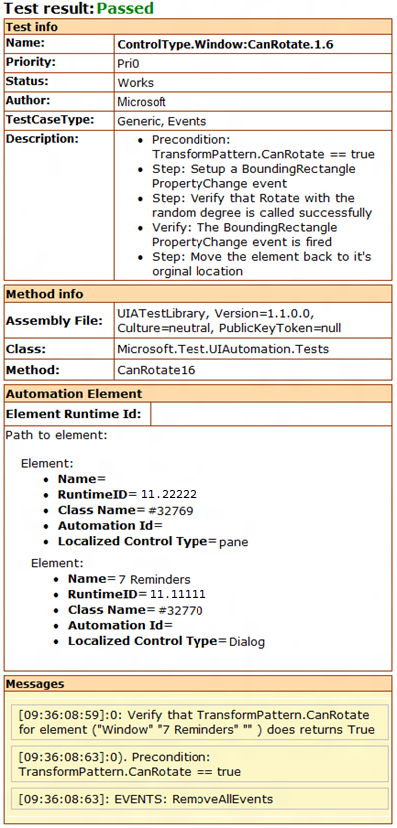 Test result: Passed
Test info
Name: ControlType.Window:CanRotate.1.6
Priority: Pri0
Status: Works
Author: Microsoft
TestCaseType: Generic, Events
Description:
• Precondition:
TransformPattern.CanRotate == true
• Step: Setup a BoundingRectangle
PropertyChange event
• Step: Verify that Rotate with the
random degree is called successfully
• Verify: The BoundingRectangle
PropertyChange event is fired
• Step: Move the element back to it's
orginal location
Method info
Assembly File: UIATestLibrary, Version=1.1.0.0,
Culture=neutral, PublicKeyToken=null
Class: Microsoft.Test.UIAutomation.Tests
Method: CanRotate16
Automation Element
Element Runtime Id:
Path to element:
Element:
• Name=
• RuntimeID= 11.22222
• Class Name= #32769
• Automation Id=
• Localized Control Type= pane
Element:
• Name= 7 Reminders
• RuntimeID= 11.11111
• Class Name= #32770
• Automation Id=
• Localized Control Type= Dialog
Messages
[09:36:08:59]:0: Verify that TransformPattern.CanRotate
for element ("Window" "7 Reminders" "" ) does returns True
[09:36:08:63]:0). Precondition:
TransformPattern.CanRotate == true
[09:36:08:63]: EVENTS: RemoveAllEvents